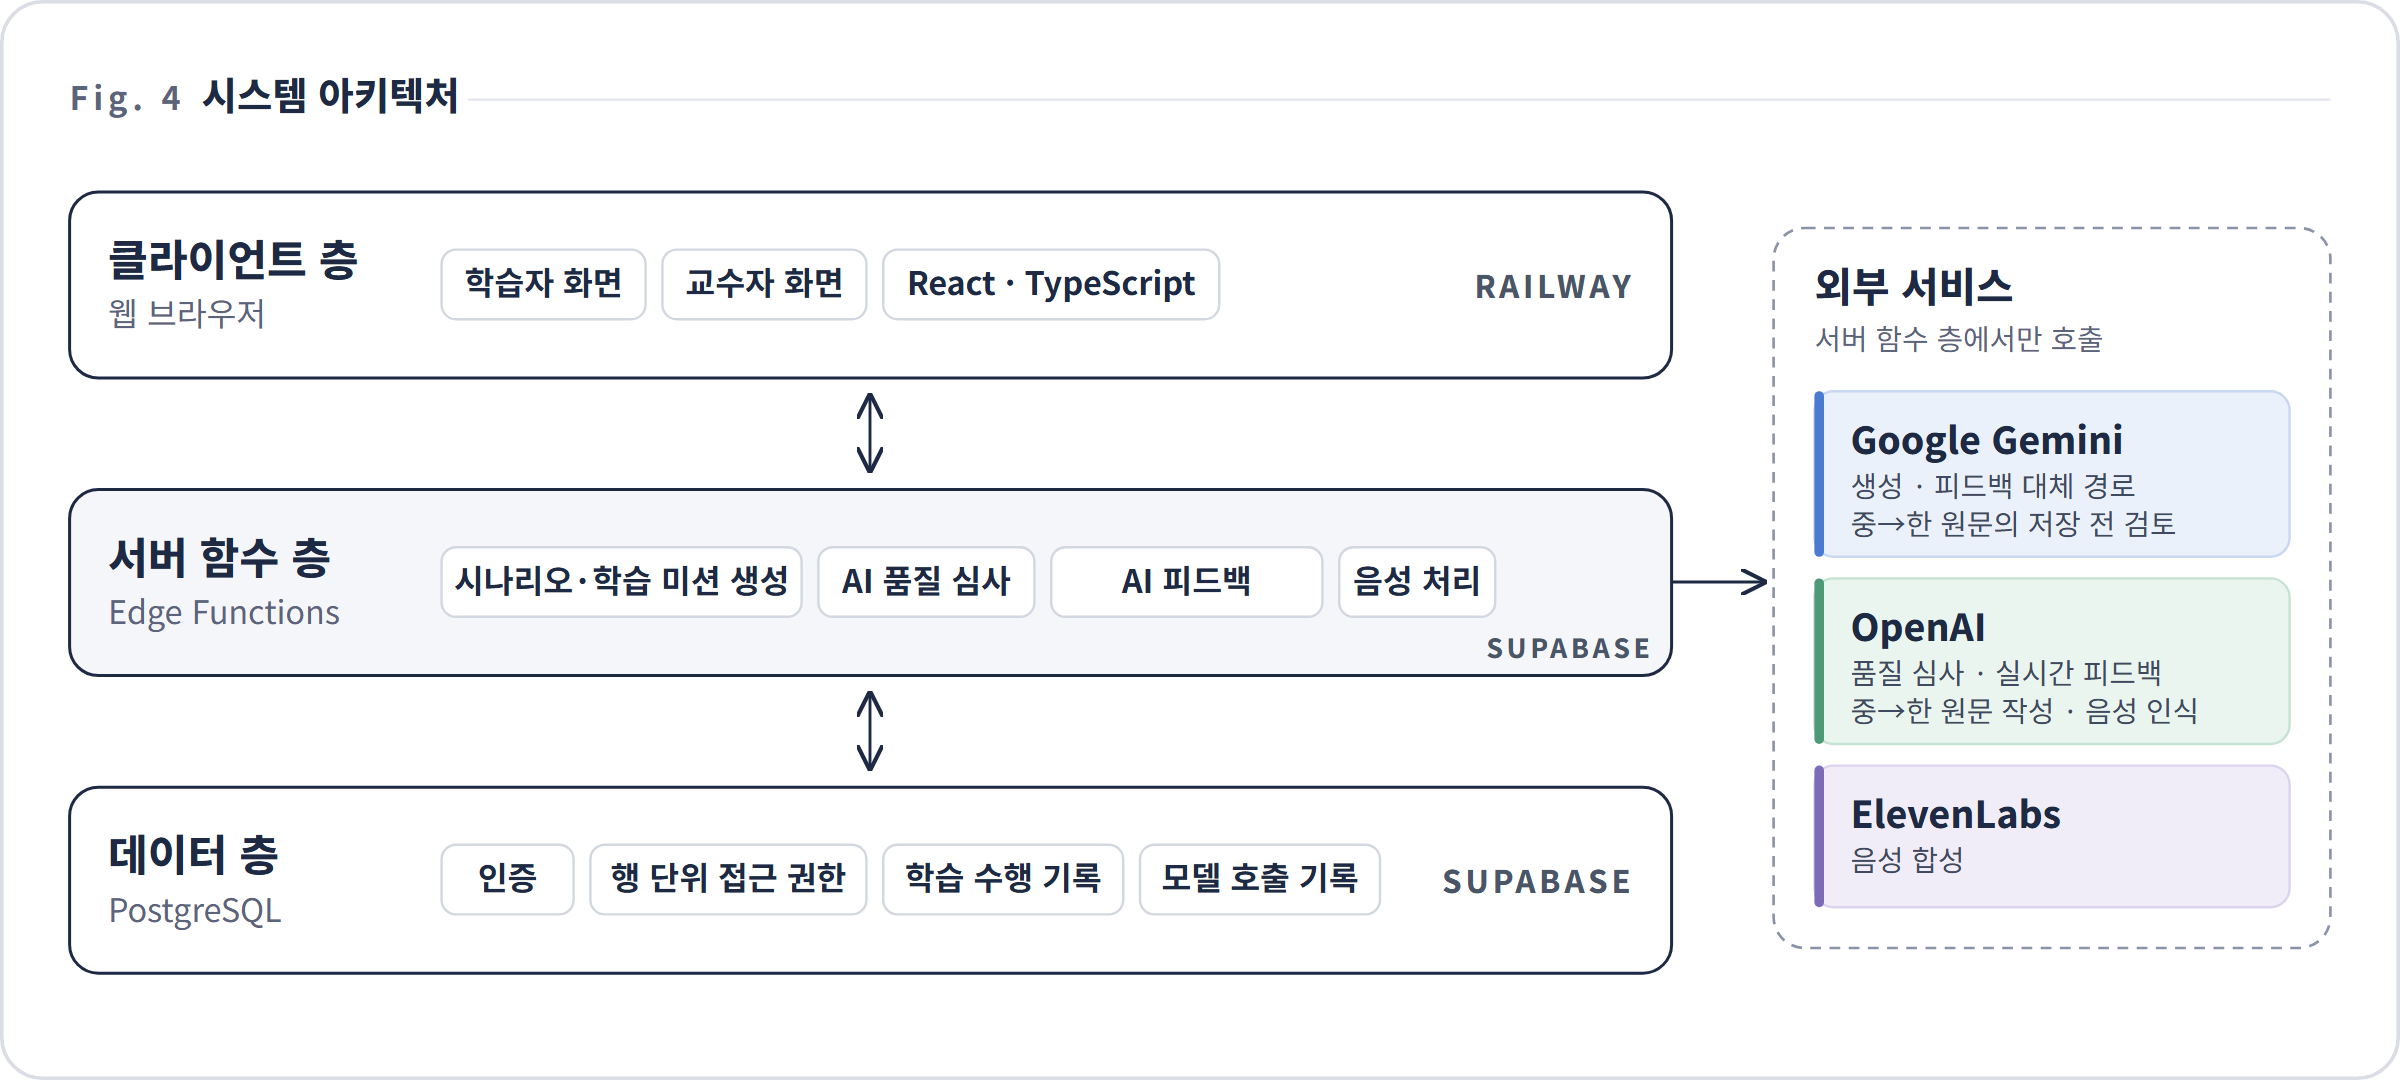 Fig. 4 시스템 아키텍처
클라이언트 층
웹 브라우저
학습자 화면
교수자 화면
React · TypeScript
RAILWAY
서버 함수 층
Edge Functions
시나리오·학습 미션 생성
AI 품질 심사
AI 피드백
음성 처리
SUPABASE
데이터 층
PostgreSQL
인증
행 단위 접근 권한
학습 수행 기록
모델 호출 기록
SUPABASE
외부 서비스
서버 함수 층에서만 호출
Google Gemini
생성 · 피드백 대체 경로
중→한 원문의 저장 전 검토
OpenAI
품질 심사 · 실시간 피드백
중→한 원문 작성 · 음성 인식
ElevenLabs
음성 합성